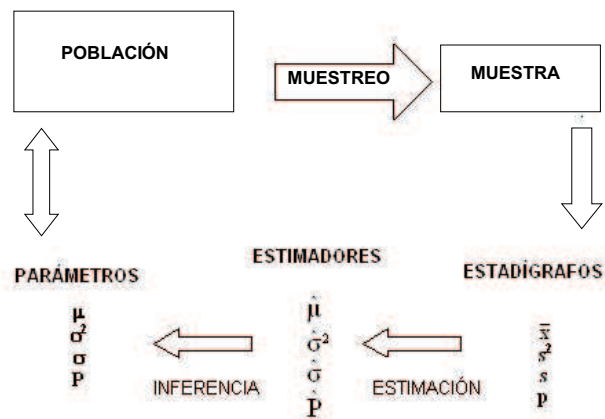 POBLACIÓN
MUESTREO
MUESTRA
PARÁMETROS
μ
σ²
σ
P
INFERENCIA
ESTIMADORES
μ̂
σ̂²
σ̂
P̂
ESTIMACIÓN
ESTADÍGRAFOS
x̄
s²
s
p